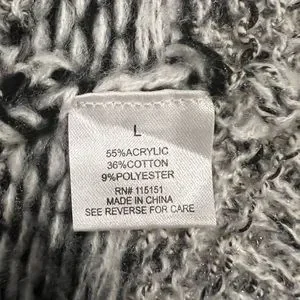 L
55%ACRYLIC
36%COTTON
9%POLYESTER
RN# 115151
MADE IN CHINA
SEE REVERSE FOR CARE